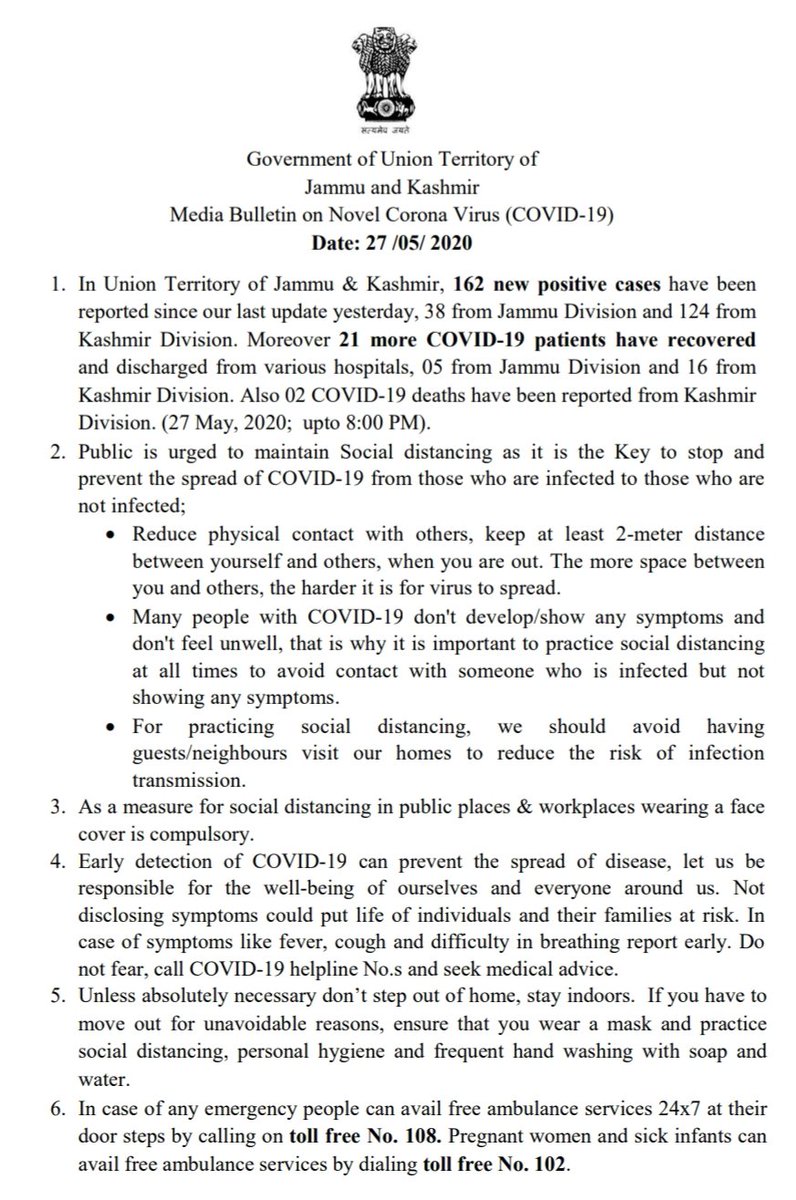 सत्यमेव जयते
Government of Union Territory of
Jammu and Kashmir
Media Bulletin on Novel Corona Virus (COVID-19)
Date: 27 /05/ 2020
1. In Union Territory of Jammu & Kashmir, 162 new positive cases have been
reported since our last update yesterday, 38 from Jammu Division and 124 from
Kashmir Division. Moreover 21 more COVID-19 patients have recovered
and discharged from various hospitals, 05 from Jammu Division and 16 from
Kashmir Division. Also 02 COVID-19 deaths have been reported from Kashmir
Division. (27 May, 2020; upto 8:00 PM).
2. Public is urged to maintain Social distancing as it is the Key to stop and
prevent the spread of COVID-19 from those who are infected to those who are
not infected;
• Reduce physical contact with others, keep at least 2-meter distance
between yourself and others, when you are out. The more space between
you and others, the harder it is for virus to spread.
• Many people with COVID-19 don't develop/show any symptoms and
don't feel unwell, that is why it is important to practice social distancing
at all times to avoid contact with someone who is infected but not
showing any symptoms.
• For practicing social distancing, we should avoid having
guests/neighbours visit our homes to reduce the risk of infection
transmission.
3. As a measure for social distancing in public places & workplaces wearing a face
cover is compulsory.
4. Early detection of COVID-19 can prevent the spread of disease, let us be
responsible for the well-being of ourselves and everyone around us. Not
disclosing symptoms could put life of individuals and their families at risk. In
case of symptoms like fever, cough and difficulty in breathing report early. Do
not fear, call COVID-19 helpline No.s and seek medical advice.
5. Unless absolutely necessary don’t step out of home, stay indoors. If you have to
move out for unavoidable reasons, ensure that you wear a mask and practice
social distancing, personal hygiene and frequent hand washing with soap and
water.
6. In case of any emergency people can avail free ambulance services 24x7 at their
door steps by calling on toll free No. 108. Pregnant women and sick infants can
avail free ambulance services by dialing toll free No. 102.